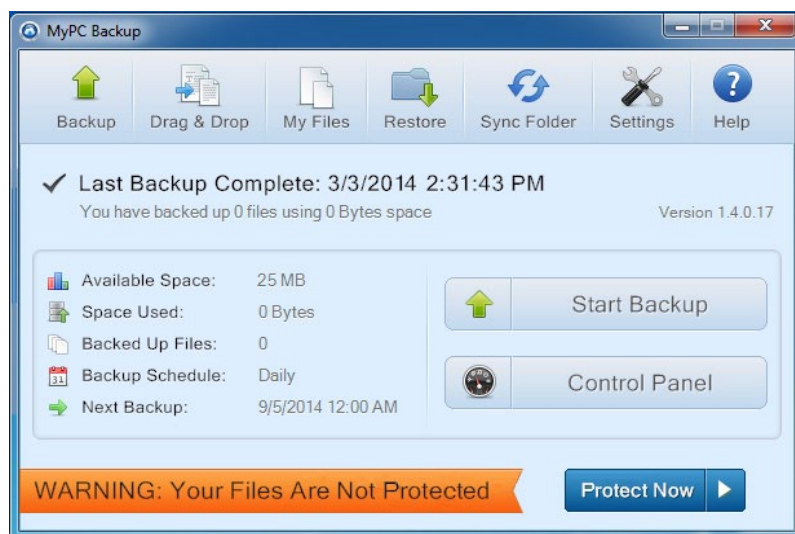 MyPC Backup
Backup Drag & Drop My Files Restore Sync Folder Settings Help
Last Backup Complete: 3/3/2014 2:31:43 PM
You have backed up 0 files using 0 Bytes space Version 1.4.0.17
Available Space: 25 MB
Space Used: 0 Bytes
Backed Up Files: 0
Backup Schedule: Daily
Next Backup: 9/5/2014 12:00 AM
Start Backup
Control Panel
WARNING: Your Files Are Not Protected
Protect Now